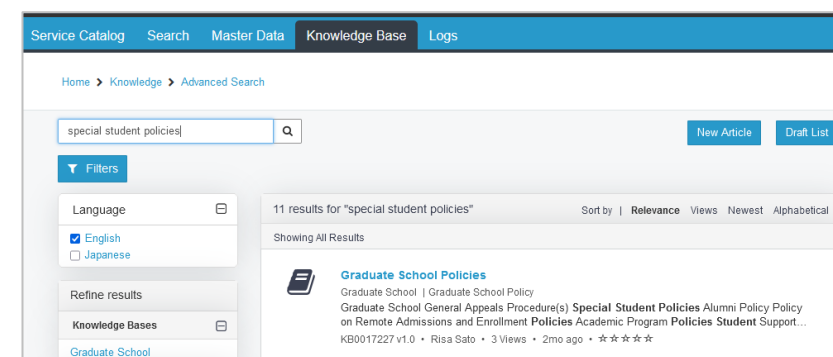 Service Catalog Search Master Data Knowledge Base Logs
Home > Knowledge > Advanced Search
special student policies
New Article Draft List
Filters
Language
English
Japanese
Refine results
Knowledge Bases
Graduate School
11 results for "special student policies" Sort by | Relevance Views Newest Alphabetical
Showing All Results
Graduate School Policies
Graduate School | Graduate School Policy
Graduate School General Appeals Procedure(s) Special Student Policies Alumni Policy Policy
on Remote Admissions and Enrollment Policies Academic Program Policies Student Support...
KB0017227 v1.0 • Risa Sato • 3 Views • 2mo ago • ☆☆☆☆☆